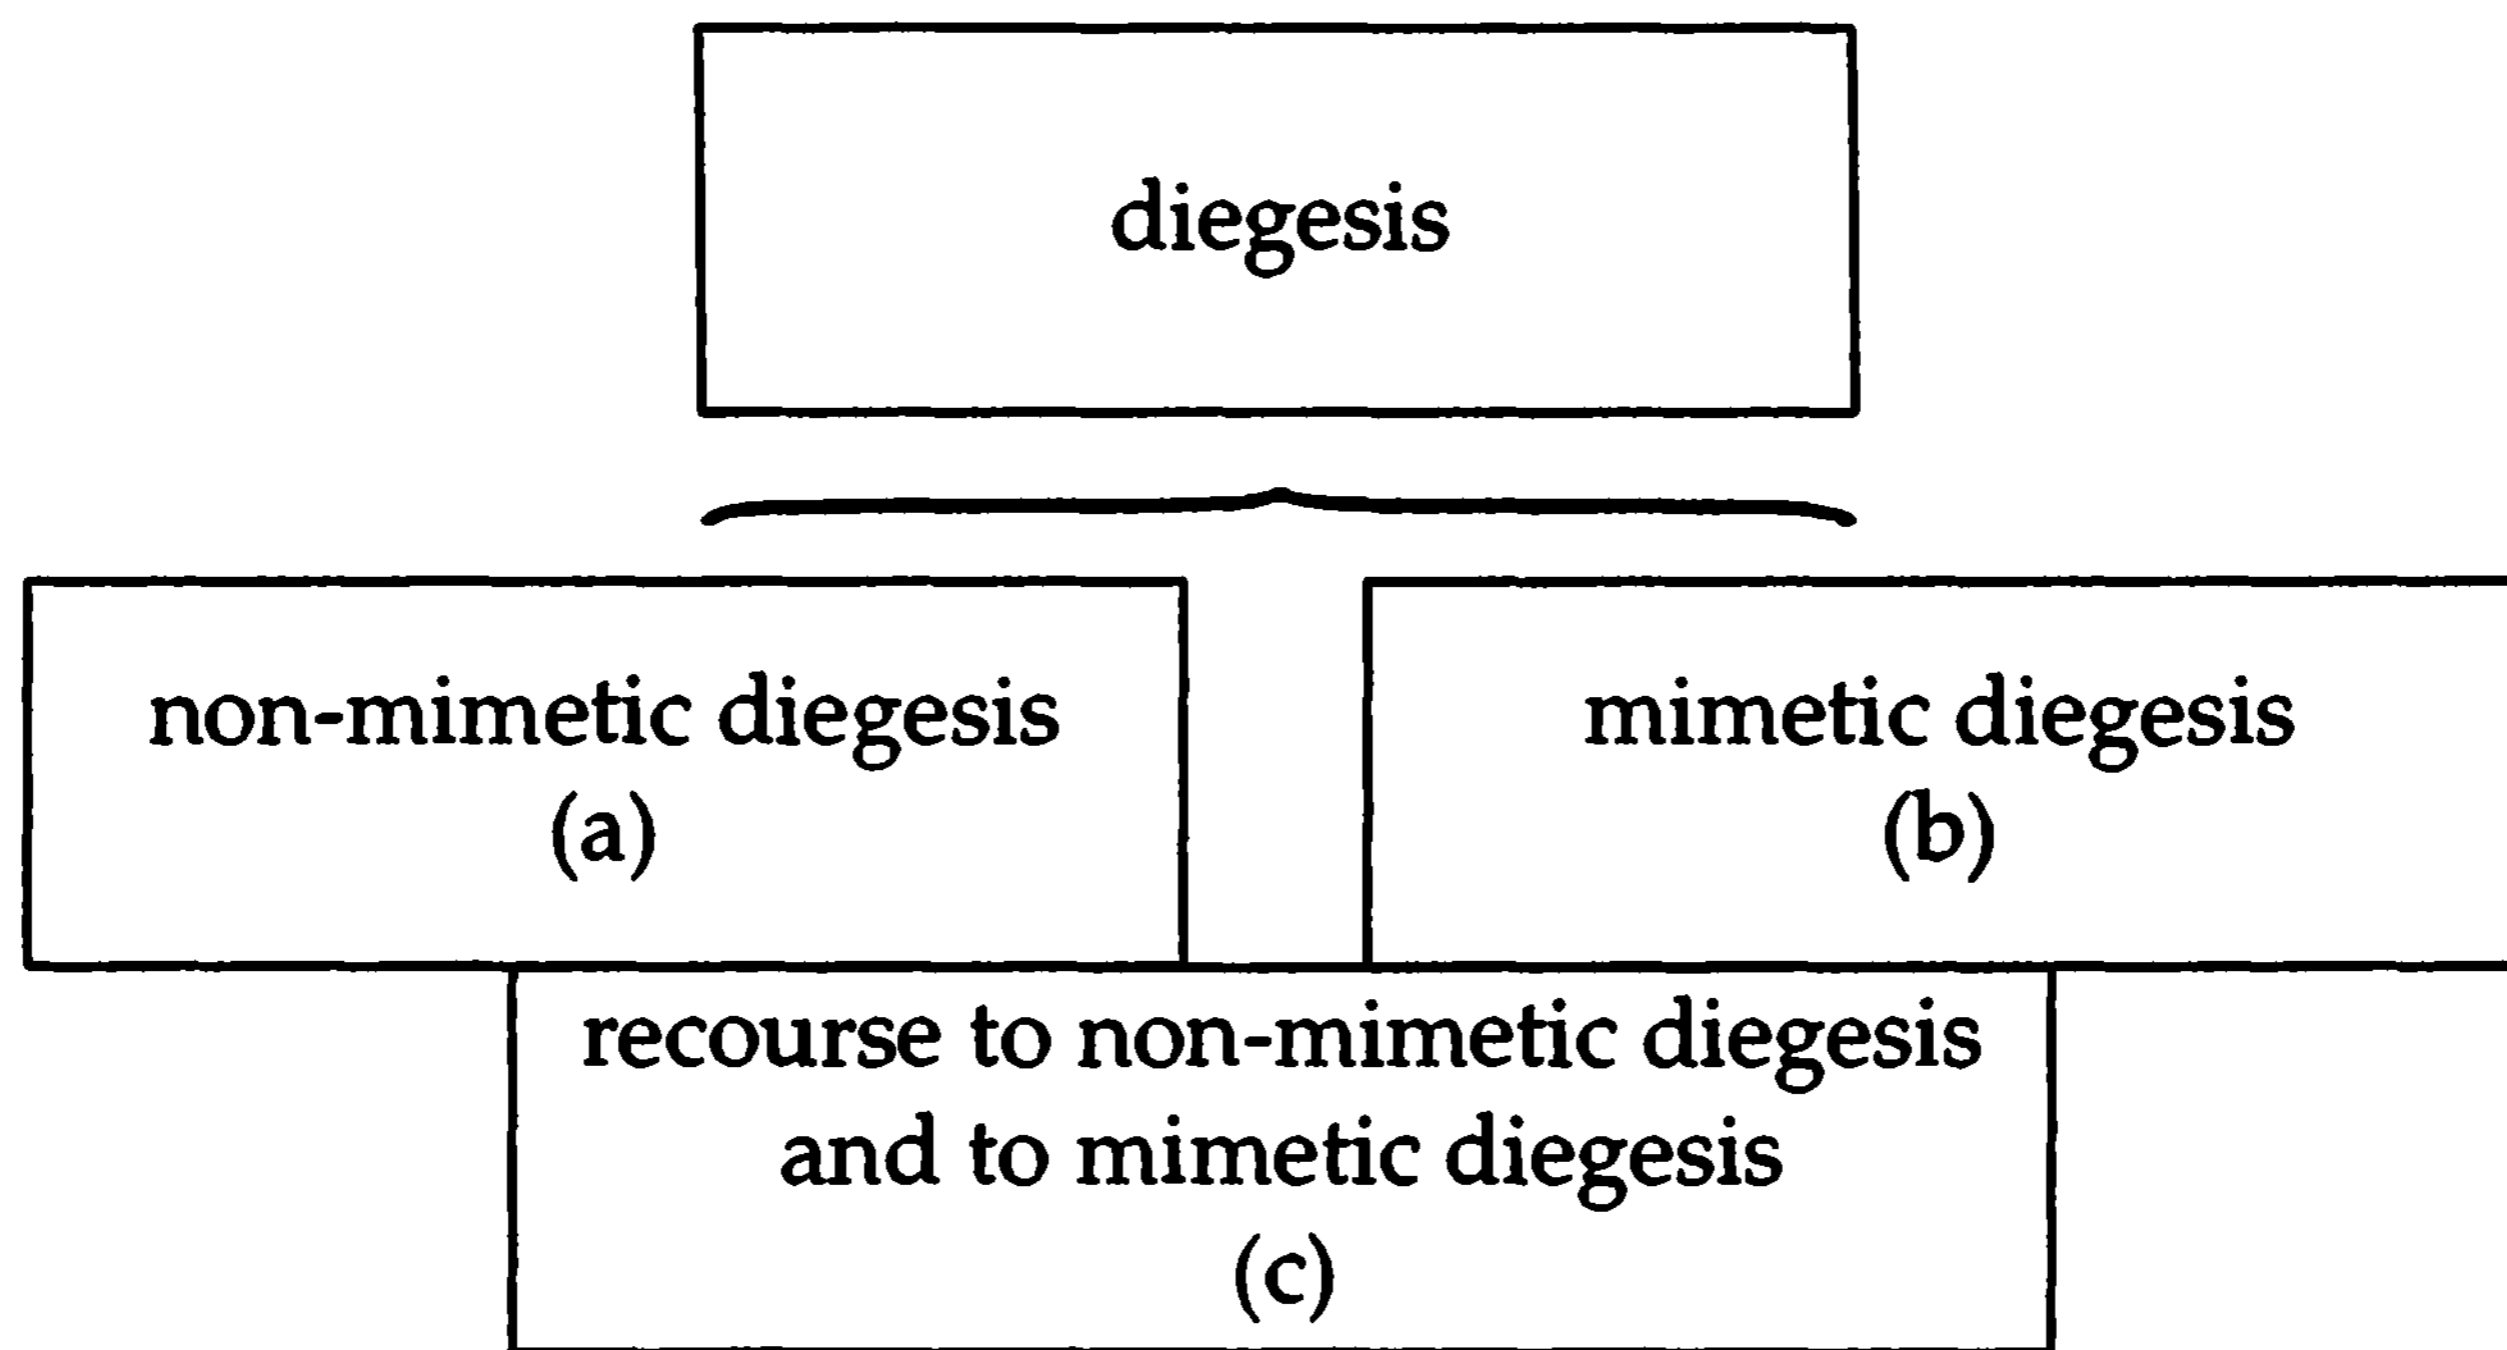 diegesis
non-mimetic diegesis
(a)
mimetic diegesis
(b)
recourse to non-mimetic diegesis
and to mimetic diegesis
(c)